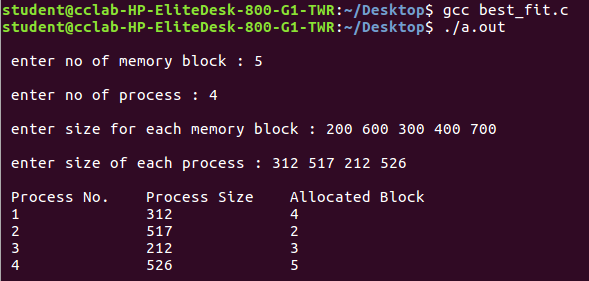 student@cclab-HP-EliteDesk-800-G1-TWR:~/Desktop$ gcc best_fit.c
student@cclab-HP-EliteDesk-800-G1-TWR:~/Desktop$ ./a.out
enter no of memory block : 5
enter no of process : 4
enter size for each memory block : 200 600 300 400 700
enter size of each process : 312 517 212 526
Process No. Process Size Allocated Block
1 312 4
2 517 2
3 212 3
4 526 5